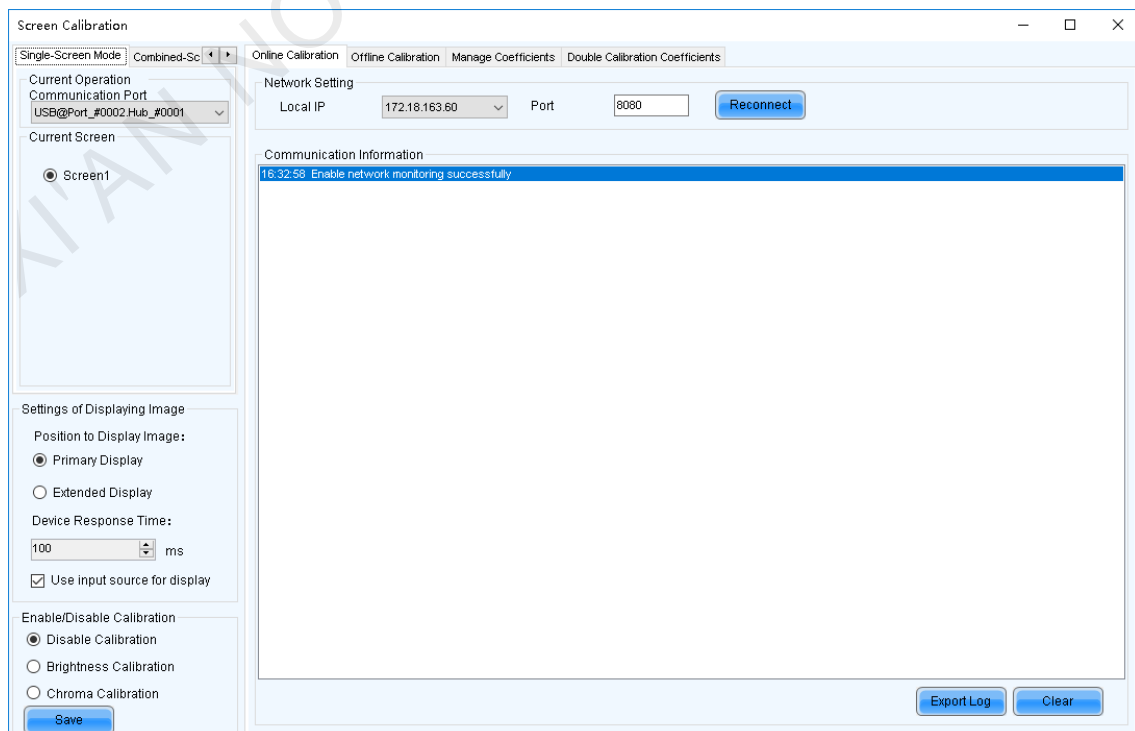 Screen Calibration
Single-Screen Mode
Combined-Sc
Current Operation
Communication Port
USB@Port_#0002.Hub_#0001
Current Screen
Screen1
Settings of Displaying Image
Position to Display Image:
Primary Display
Extended Display
Device Response Time:
100 ms
Use input source for display
Enable/Disable Calibration
Disable Calibration
Brightness Calibration
Chroma Calibration
Save
Online Calibration Offline Calibration Manage Coefficients Double Calibration Coefficients
Network Setting
Local IP 172.18.163.60 Port 8080 Reconnect
Communication Information
16:32:58 Enable network monitoring successfully
Export Log Clear
XI'AN NO